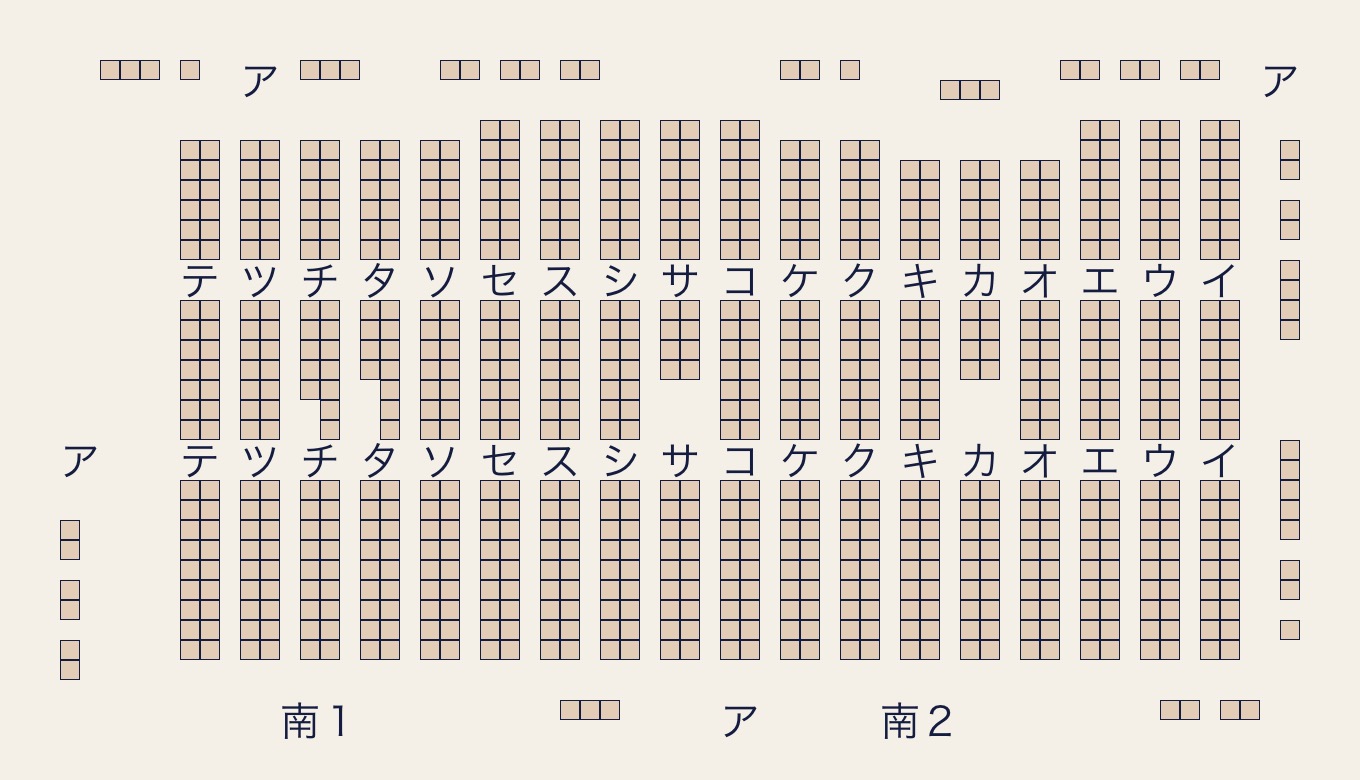 ア ア
テ ツ チ タ ソ セ ス シ サ コ ケ ク キ カ オ エ ウ イ
ア テ ツ チ タ ソ セ ス シ サ コ ケ ク キ カ オ エ ウ イ
南1 ア 南2